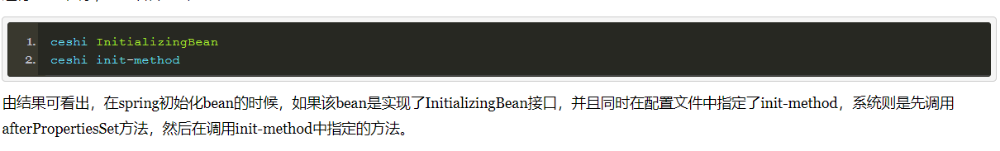 1. ceshi InitializingBean
2. ceshi init-method
由结果可看出，在spring初始化bean的时候，如果该bean是实现了InitializingBean接口，并且同时在配置文件中指定了init-method，系统则是先调用
afterPropertiesSet方法，然后在调用init-method中指定的方法。